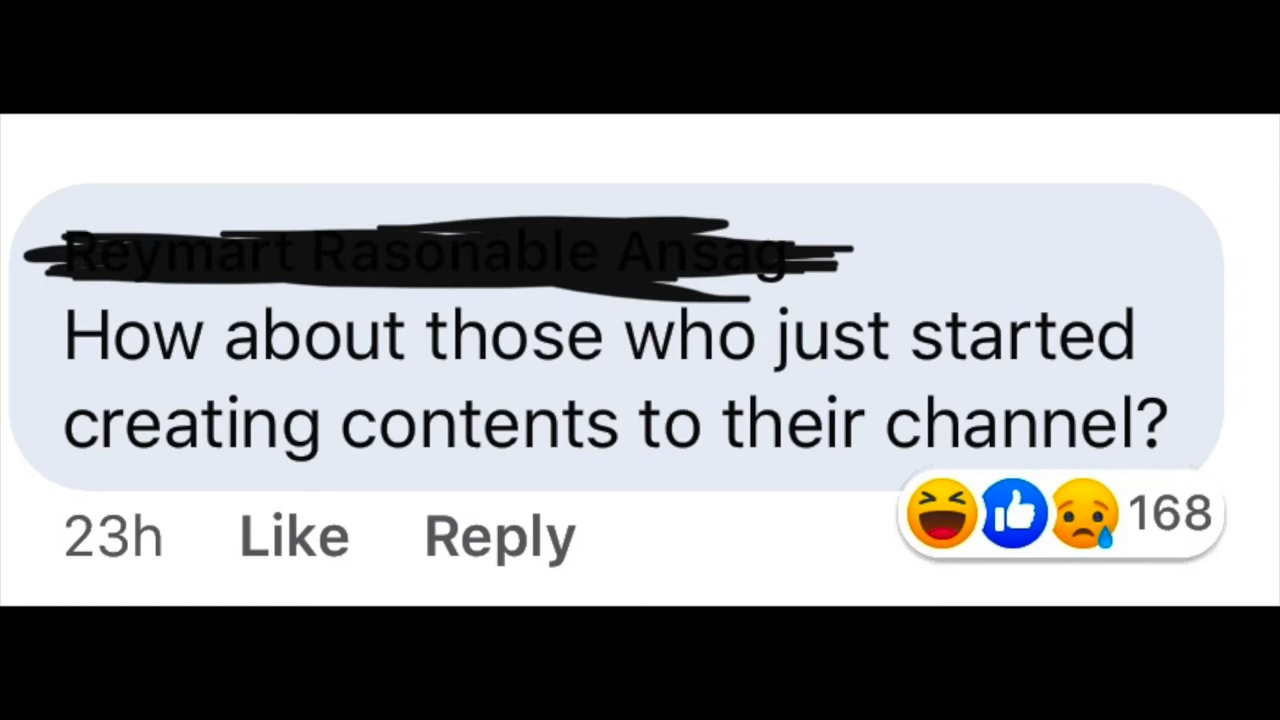 How about those who just started
creating contents to their channel?
23h Like Reply
168